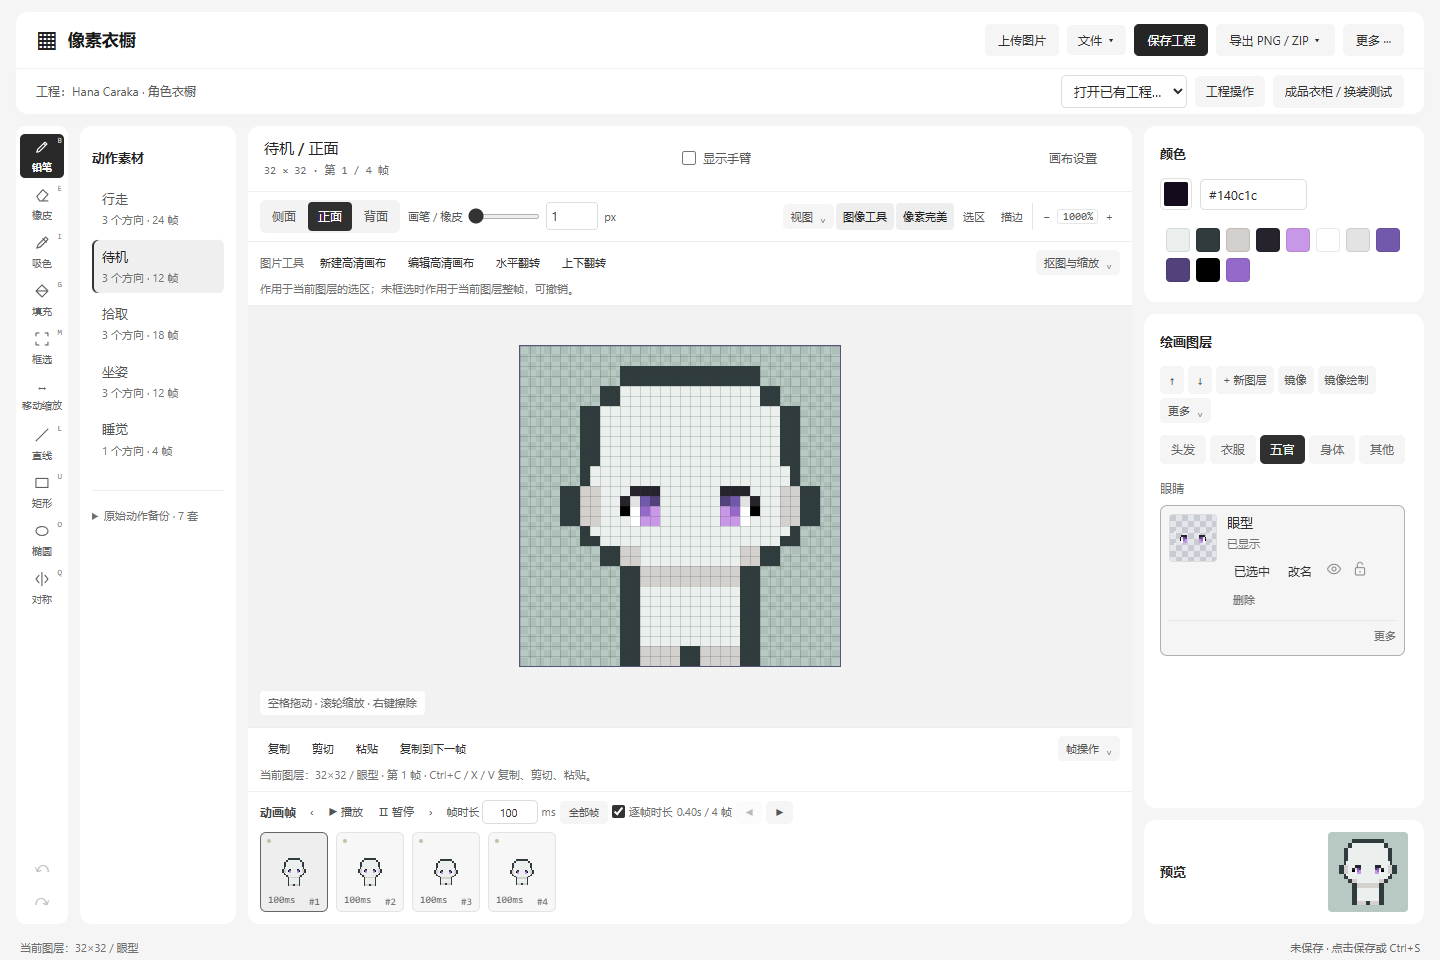 像素衣橱
上传图片 文件 ▾ 保存工程 导出 PNG / ZIP ▾ 更多 ···
工程：Hana Caraka · 角色衣橱
打开已有工程... 工程操作 成品衣柜 / 换装测试
铅笔 B
橡皮 E
吸色 I
填充 G
框选 M
移动缩放
直线 L
矩形 U
椭圆 O
对称 Q
动作素材
行走
3 个方向 · 24 帧
待机
3 个方向 · 12 帧
拾取
3 个方向 · 18 帧
坐姿
3 个方向 · 12 帧
睡觉
1 个方向 · 4 帧
▶ 原始动作备份 · 7 套
待机 / 正面
32 × 32 · 第 1 / 4 帧
显示手臂
画布设置
侧面 正面 背面 画笔 / 橡皮 1 px 视图 图像工具 像素完美 选区 描边 − 1000% +
图片工具 新建高清画布 编辑高清画布 水平翻转 上下翻转 抠图与缩放
作用于当前图层的选区；未框选时作用于当前图层整帧，可撤销。
空格拖动 · 滚轮缩放 · 右键擦除
复制 剪切 粘贴 复制到下一帧 帧操作
当前图层：32×32 / 眼型 · 第 1 帧 · Ctrl+C / X / V 复制、剪切、粘贴。
动画帧 ‹ ▶ 播放 ⏸ 暂停 › 帧时长 100 ms 全部帧 逐帧时长 0.40s / 4 帧 ◀ ▶
100ms #1
100ms #2
100ms #3
100ms #4
颜色
#140c1c
绘画图层
↑ ↓ + 新图层 镜像 镜像绘制
更多
头发 衣服 五官 身体 其他
眼睛
眼型
已显示
已选中 改名
删除
更多
预览
当前图层：32×32 / 眼型
未保存 · 点击保存或 Ctrl+S